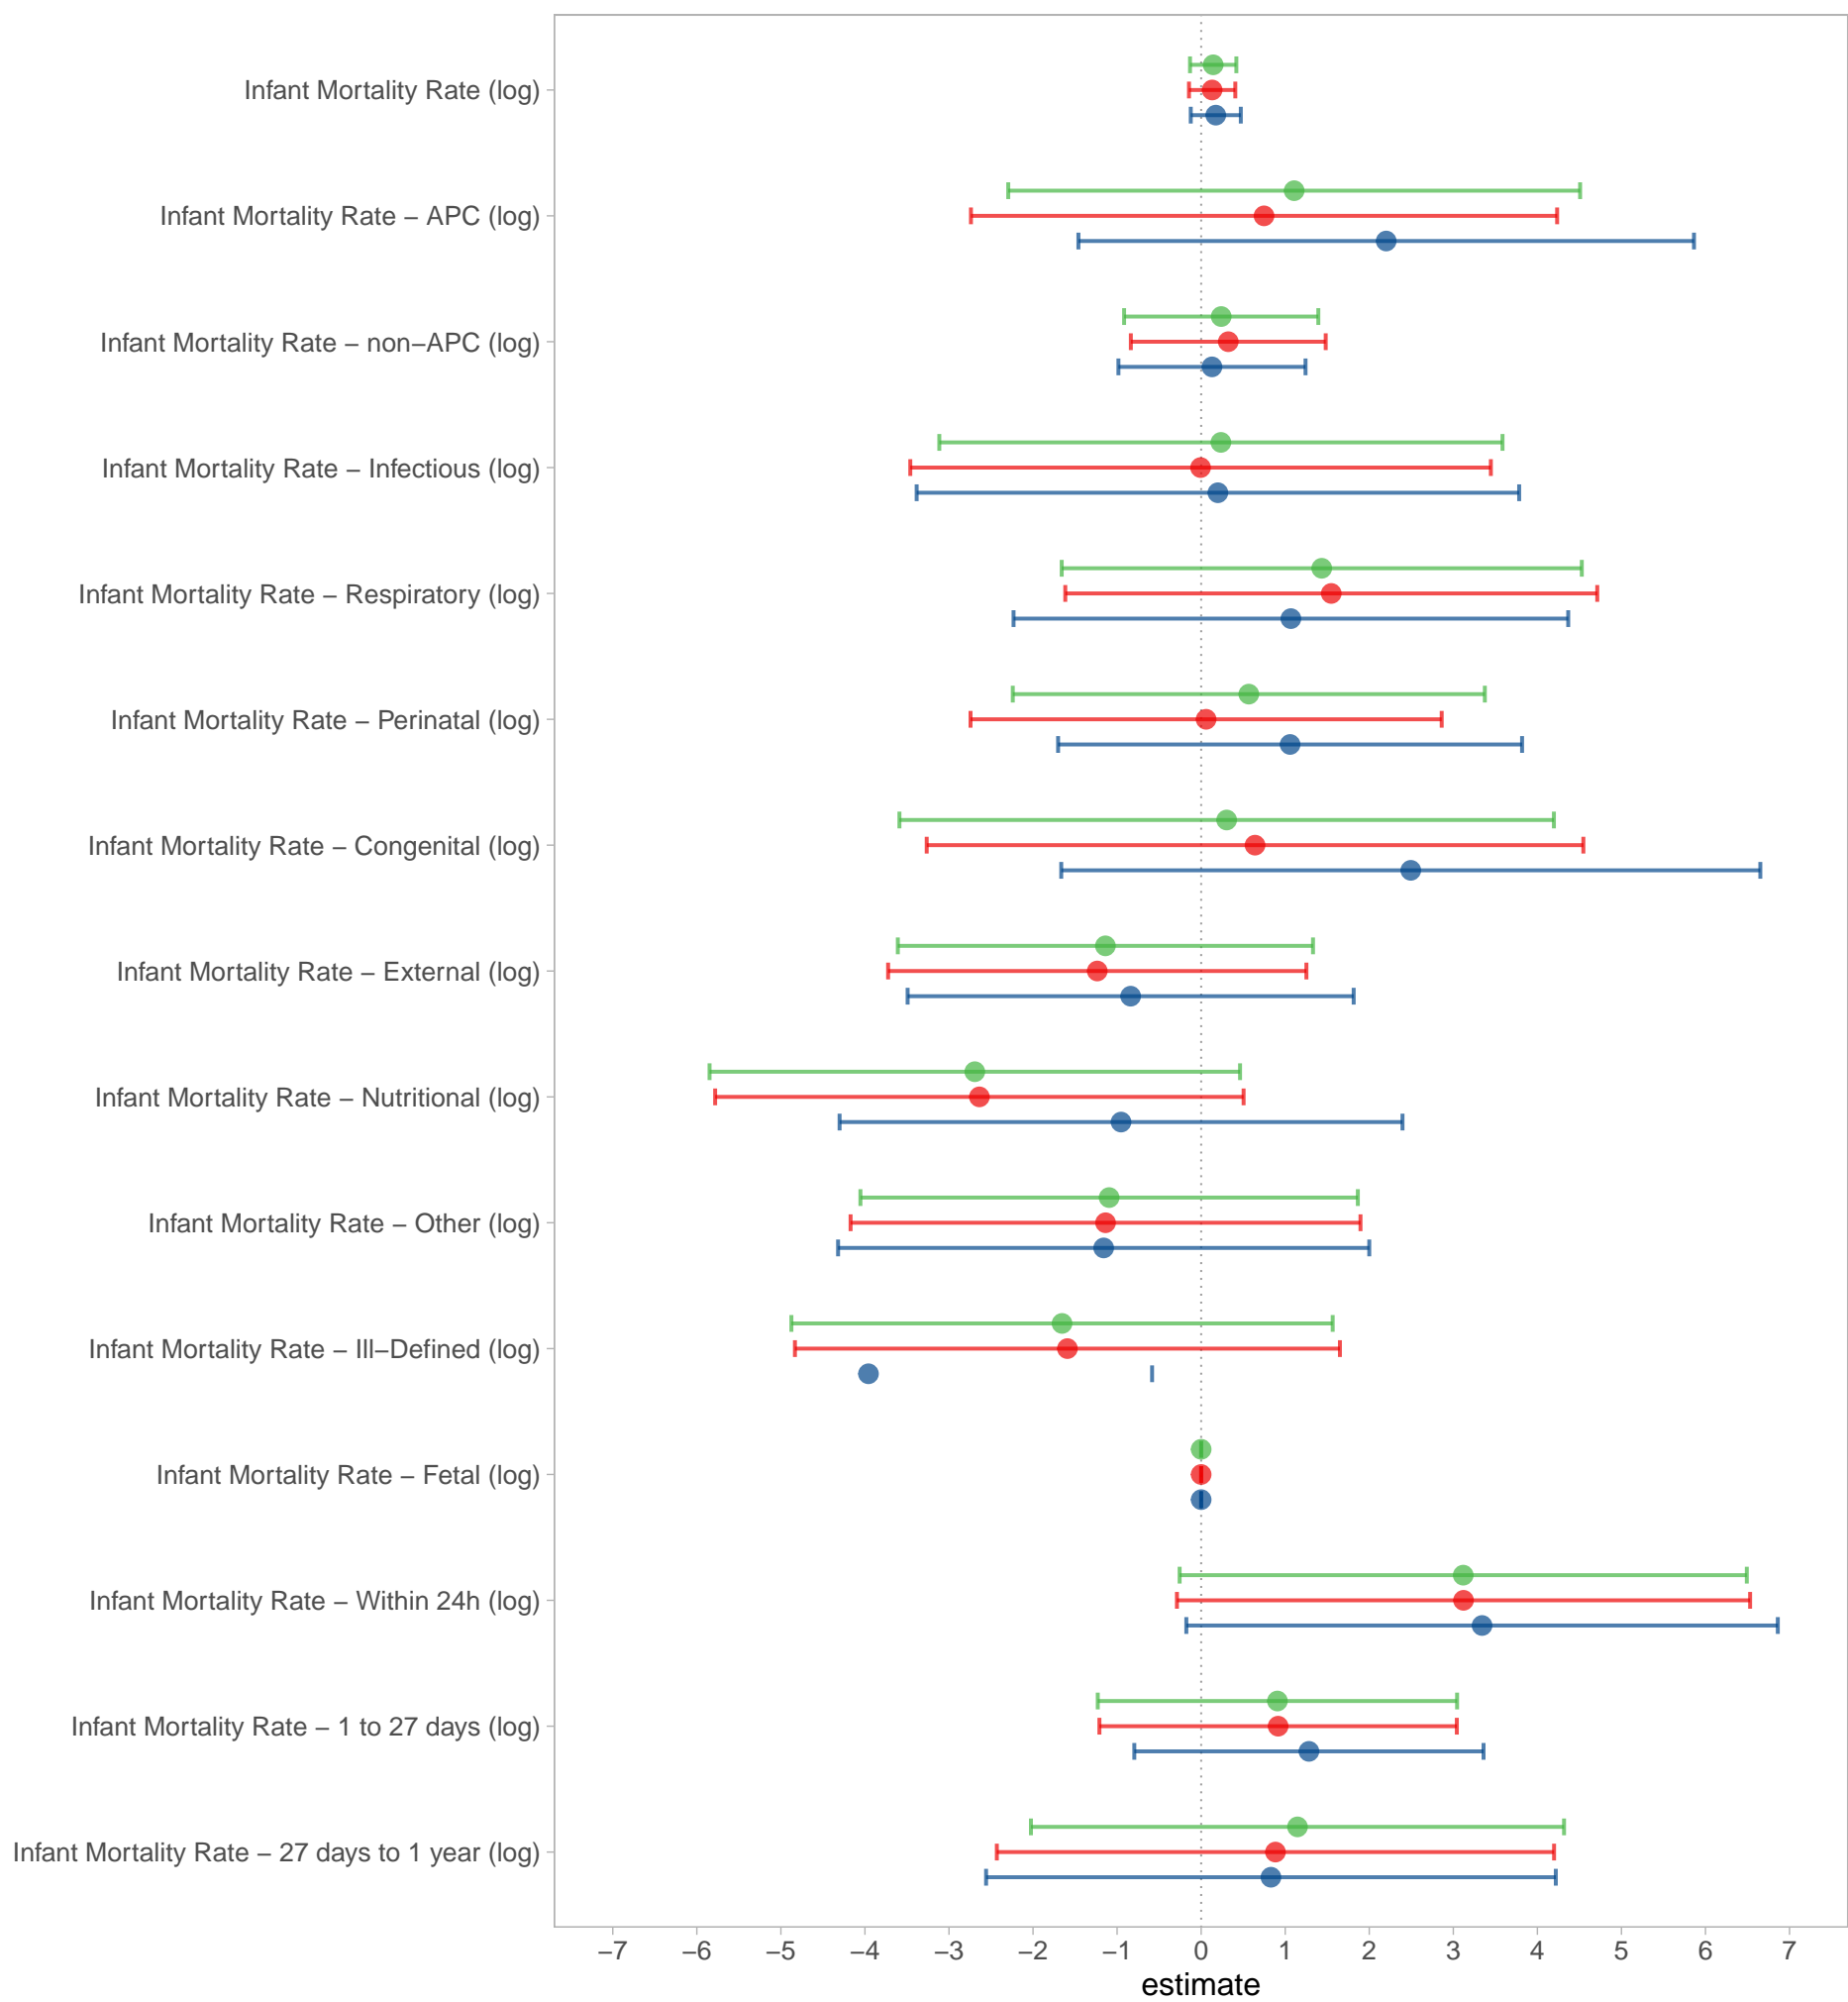 Infant Mortality Rate (log)
Infant Mortality Rate – APC (log)
Infant Mortality Rate – non–APC (log)
Infant Mortality Rate – Infectious (log)
Infant Mortality Rate – Respiratory (log)
Infant Mortality Rate – Perinatal (log)
Infant Mortality Rate – Congenital (log)
Infant Mortality Rate – External (log)
Infant Mortality Rate – Nutritional (log)
Infant Mortality Rate – Other (log)
Infant Mortality Rate – Ill–Defined (log)
Infant Mortality Rate – Fetal (log)
Infant Mortality Rate – Within 24h (log)
Infant Mortality Rate – 1 to 27 days (log)
Infant Mortality Rate – 27 days to 1 year (log)
–7 –6 –5 –4 –3 –2 –1 0 1 2 3 4 5 6 7
estimate